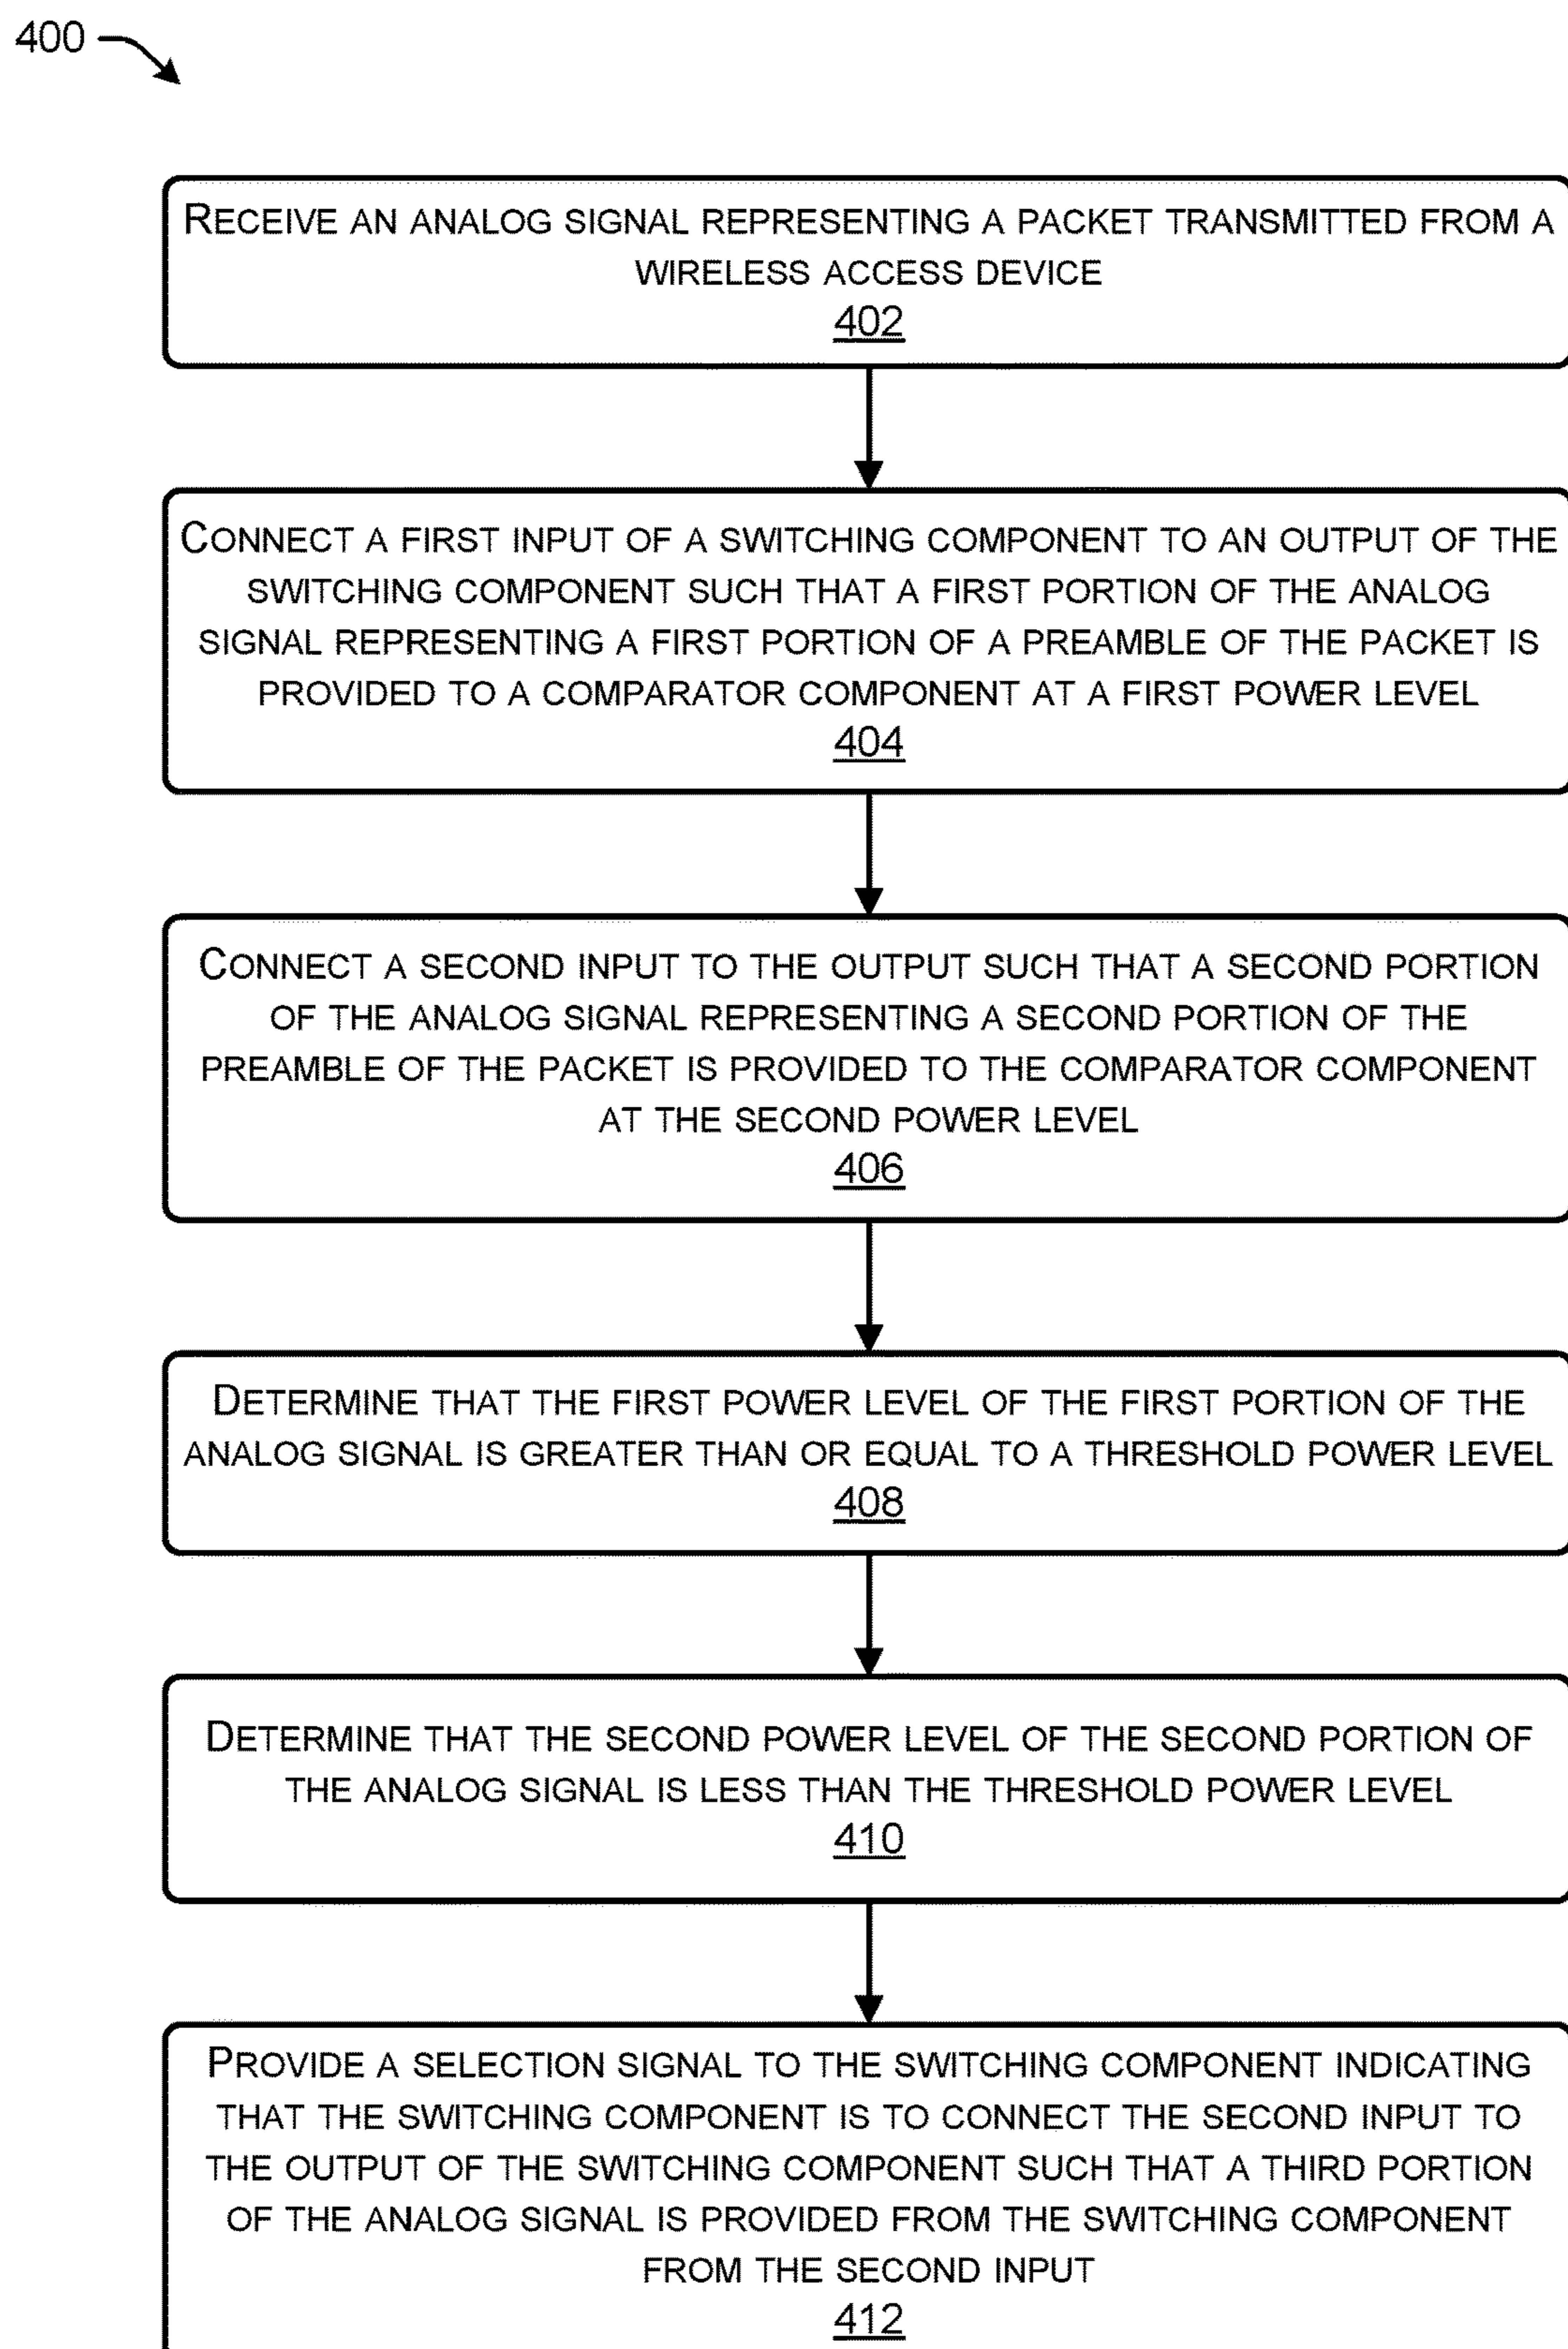 400
RECEIVE AN ANALOG SIGNAL REPRESENTING A PACKET TRANSMITTED FROM A
WIRELESS ACCESS DEVICE
402
CONNECT A FIRST INPUT OF A SWITCHING COMPONENT TO AN OUTPUT OF THE
SWITCHING COMPONENT SUCH THAT A FIRST PORTION OF THE ANALOG
SIGNAL REPRESENTING A FIRST PORTION OF A PREAMBLE OF THE PACKET IS
PROVIDED TO A COMPARATOR COMPONENT AT A FIRST POWER LEVEL
404
CONNECT A SECOND INPUT TO THE OUTPUT SUCH THAT A SECOND PORTION
OF THE ANALOG SIGNAL REPRESENTING A SECOND PORTION OF THE
PREAMBLE OF THE PACKET IS PROVIDED TO THE COMPARATOR COMPONENT
AT THE SECOND POWER LEVEL
406
DETERMINE THAT THE FIRST POWER LEVEL OF THE FIRST PORTION OF THE
ANALOG SIGNAL IS GREATER THAN OR EQUAL TO A THRESHOLD POWER LEVEL
408
DETERMINE THAT THE SECOND POWER LEVEL OF THE SECOND PORTION OF
THE ANALOG SIGNAL IS LESS THAN THE THRESHOLD POWER LEVEL
410
PROVIDE A SELECTION SIGNAL TO THE SWITCHING COMPONENT INDICATING
THAT THE SWITCHING COMPONENT IS TO CONNECT THE SECOND INPUT TO
THE OUTPUT OF THE SWITCHING COMPONENT SUCH THAT A THIRD PORTION
OF THE ANALOG SIGNAL IS PROVIDED FROM THE SWITCHING COMPONENT
FROM THE SECOND INPUT
412